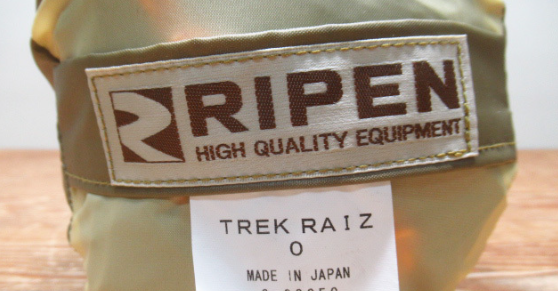 RIPEN
HIGH QUALITY EQUIPMENT
TREK RAIZ
0
MADE IN JAPAN